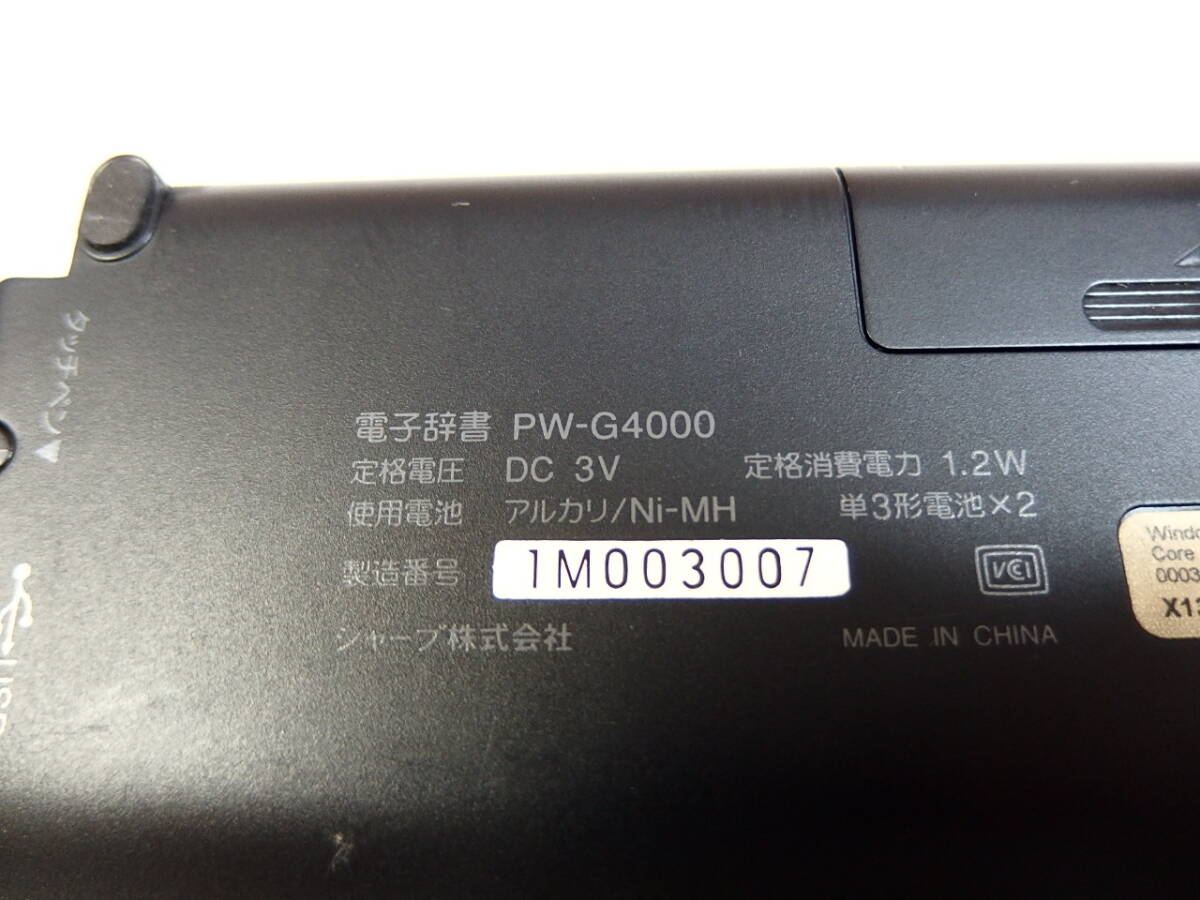 タッチペン▼
電子辞書 PW-G4000
定格電圧 DC 3V 定格消費電力 1.2W
使用電池 アルカリ/Ni-MH 単3形電池×2
製造番号 1M003007
VCI
シャープ株式会社 MADE IN CHINA
Core
USB